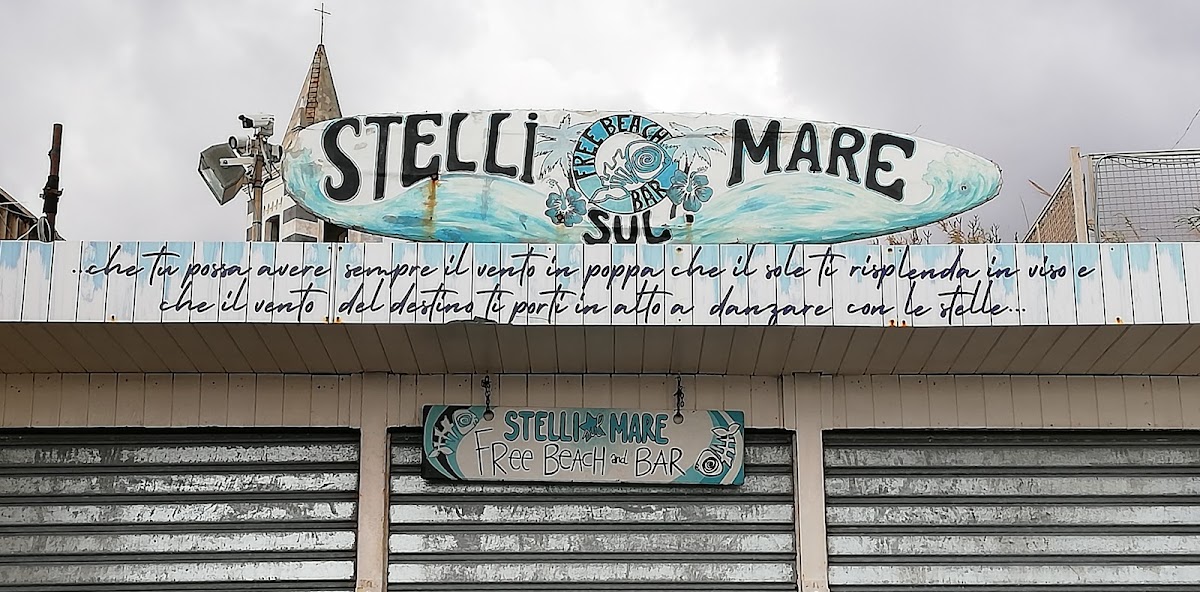 STELLi SUL' MARE
FREE BEACH
BAR
..che tu possa avere sempre il vento in poppa che il sole ti risplenda in viso e
che il vento del destino ti porti in alto a danzare con le stelle...
STELLI MARE
FRee BEACH and BAR